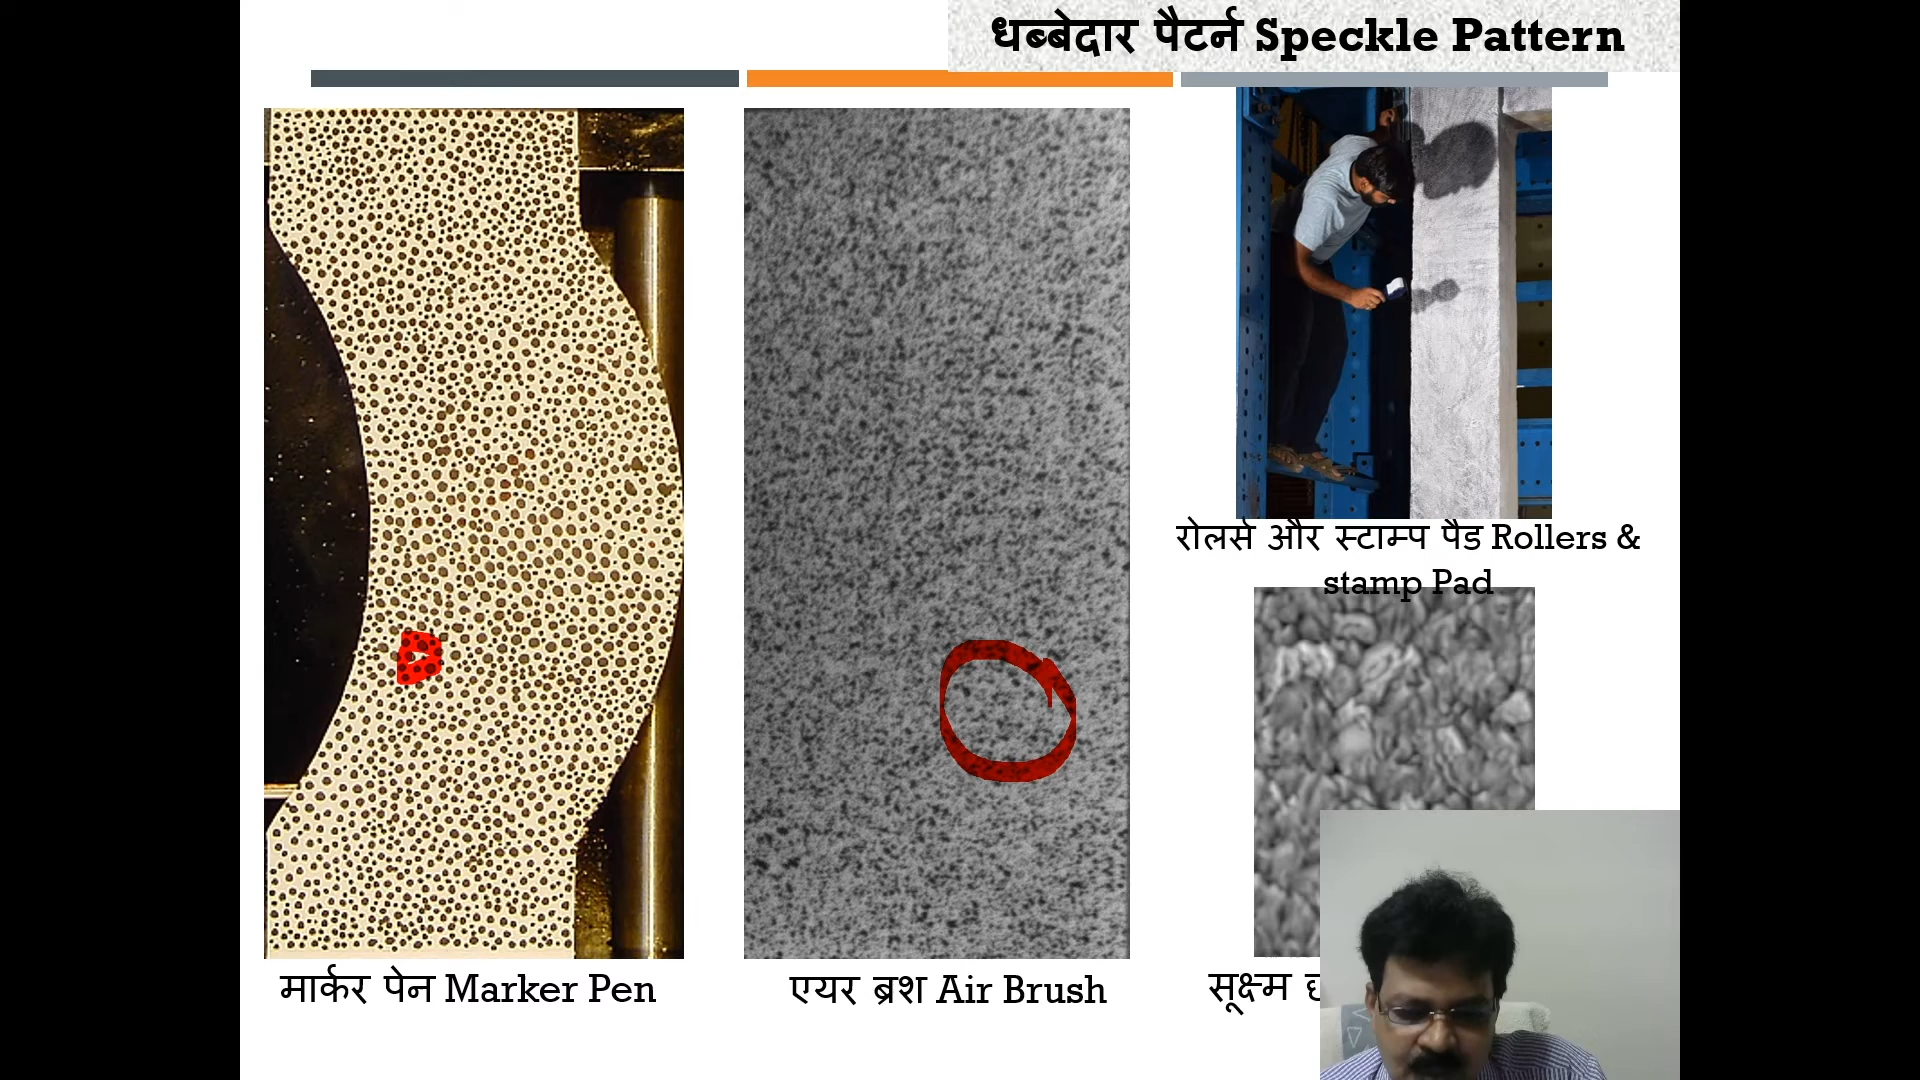 धब्बेदार पैटर्न Speckle Pattern
रोलर्स और स्टाम्प पैड Rollers &
stamp Pad
मार्कर पेन Marker Pen
एयर ब्रश Air Brush
सूक्ष्म